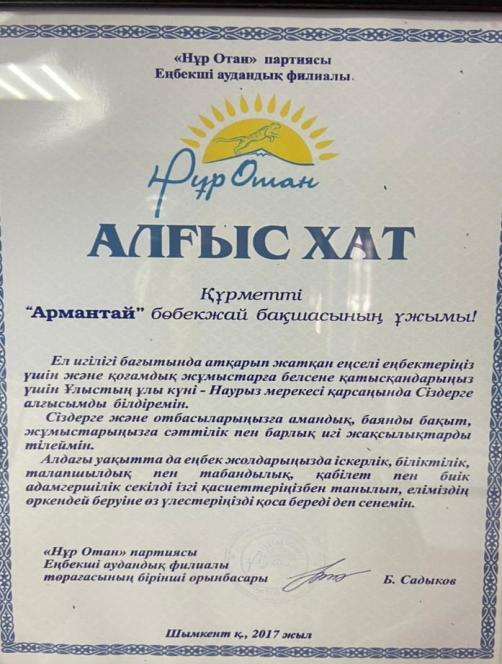 «Нұр Отан» партиясы
Еңбекші аудандық филиалы
Нұр Отан
АЛҒЫС ХАТ
Құрметті
"Армантай" бөбекжай бақшасының ұжымы!
Ел игілігі бағытында атқарып жатқан еңселі еңбектеріңіз
үшін және қоғамдық жұмыстарға белсене қатысқандарыңыз
үшін Ұлыстың ұлы күні - Наурыз мерекесі қарсаңында Сіздерге
алғысымды білдіремін.
Сіздерге және отбасыларыңызға амандық, баянды бақыт,
жұмыстарыңызға сәттілік пен барлық игі жақсылықтарды
тілеймін.
Алдағы уақытта да еңбек жолдарыңызда іскерлік, біліктілік,
талапшылдық пен табандылық, қабілет пен биік
адамгершілік секілді ізгі қасиеттеріңізбен танылып, еліміздің
өркендей беруіне өз үлестеріңізді қоса береді деп сенемін.
«Нұр Отан» партиясы
Еңбекші аудандық филиалы
төрағасының бірінші орынбасары
Б. Садыков
Шымкент қ., 2017 жыл